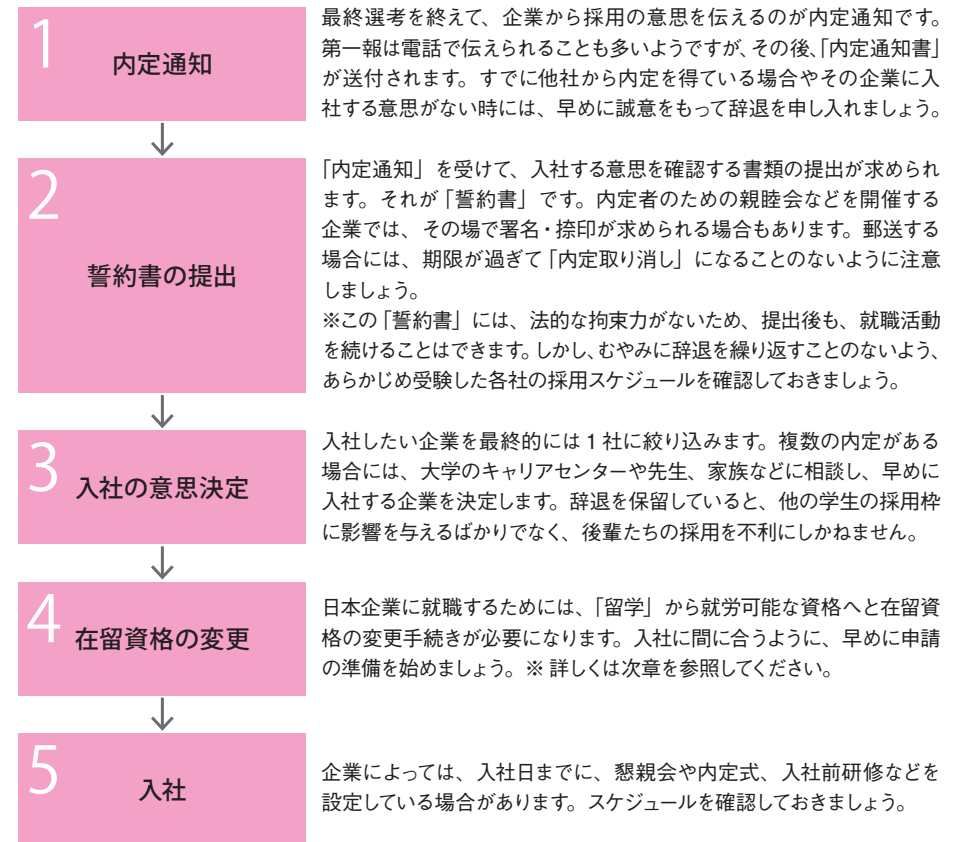 1
内定通知
最終選考を終えて、企業から採用の意思を伝えるのが内定通知です。
第一報は電話で伝えられることも多いようですが、その後、「内定通知書」
が送付されます。すでに他社から内定を得ている場合やその企業に入
社する意思がない時には、早めに誠意をもって辞退を申し入れましょう。
↓
2
誓約書の提出
「内定通知」を受けて、入社する意思を確認する書類の提出が求められ
ます。それが「誓約書」です。内定者のための親睦会などを開催する
企業では、その場で署名・捺印が求められる場合もあります。郵送する
場合には、期限が過ぎて「内定取り消し」になることのないように注意
しましょう。
※この「誓約書」には、法的な拘束力がないため、提出後も、就職活動
を続けることはできます。しかし、むやみに辞退を繰り返すことのないよう、
あらかじめ受験した各社の採用スケジュールを確認しておきましょう。
↓
3
入社の意思決定
入社したい企業を最終的には1社に絞り込みます。複数の内定がある
場合には、大学のキャリアセンターや先生、家族などに相談し、早めに
入社する企業を決定します。辞退を保留していると、他の学生の採用枠
に影響を与えるばかりでなく、後輩たちの採用を不利にしかねません。
↓
4
在留資格の変更
日本企業に就職するためには、「留学」から就労可能な資格へと在留資
格の変更手続きが必要になります。入社に間に合うように、早めに申請
の準備を始めましょう。※ 詳しくは次章を参照してください。
↓
5
入社
企業によっては、入社日までに、懇親会や内定式、入社前研修などを
設定している場合があります。スケジュールを確認しておきましょう。